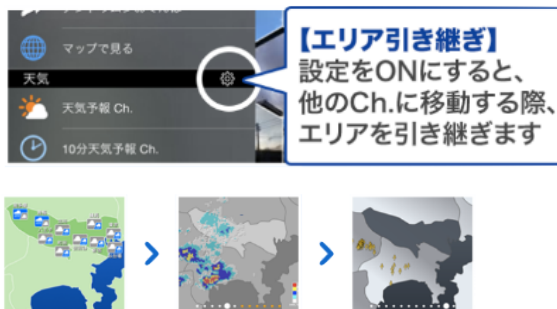 マップで見る
天気
天気予報 Ch.
10分天気予報 Ch.
【エリア引き継ぎ】
設定をONにすると、
他のCh.に移動する際、
エリアを引き継ぎます